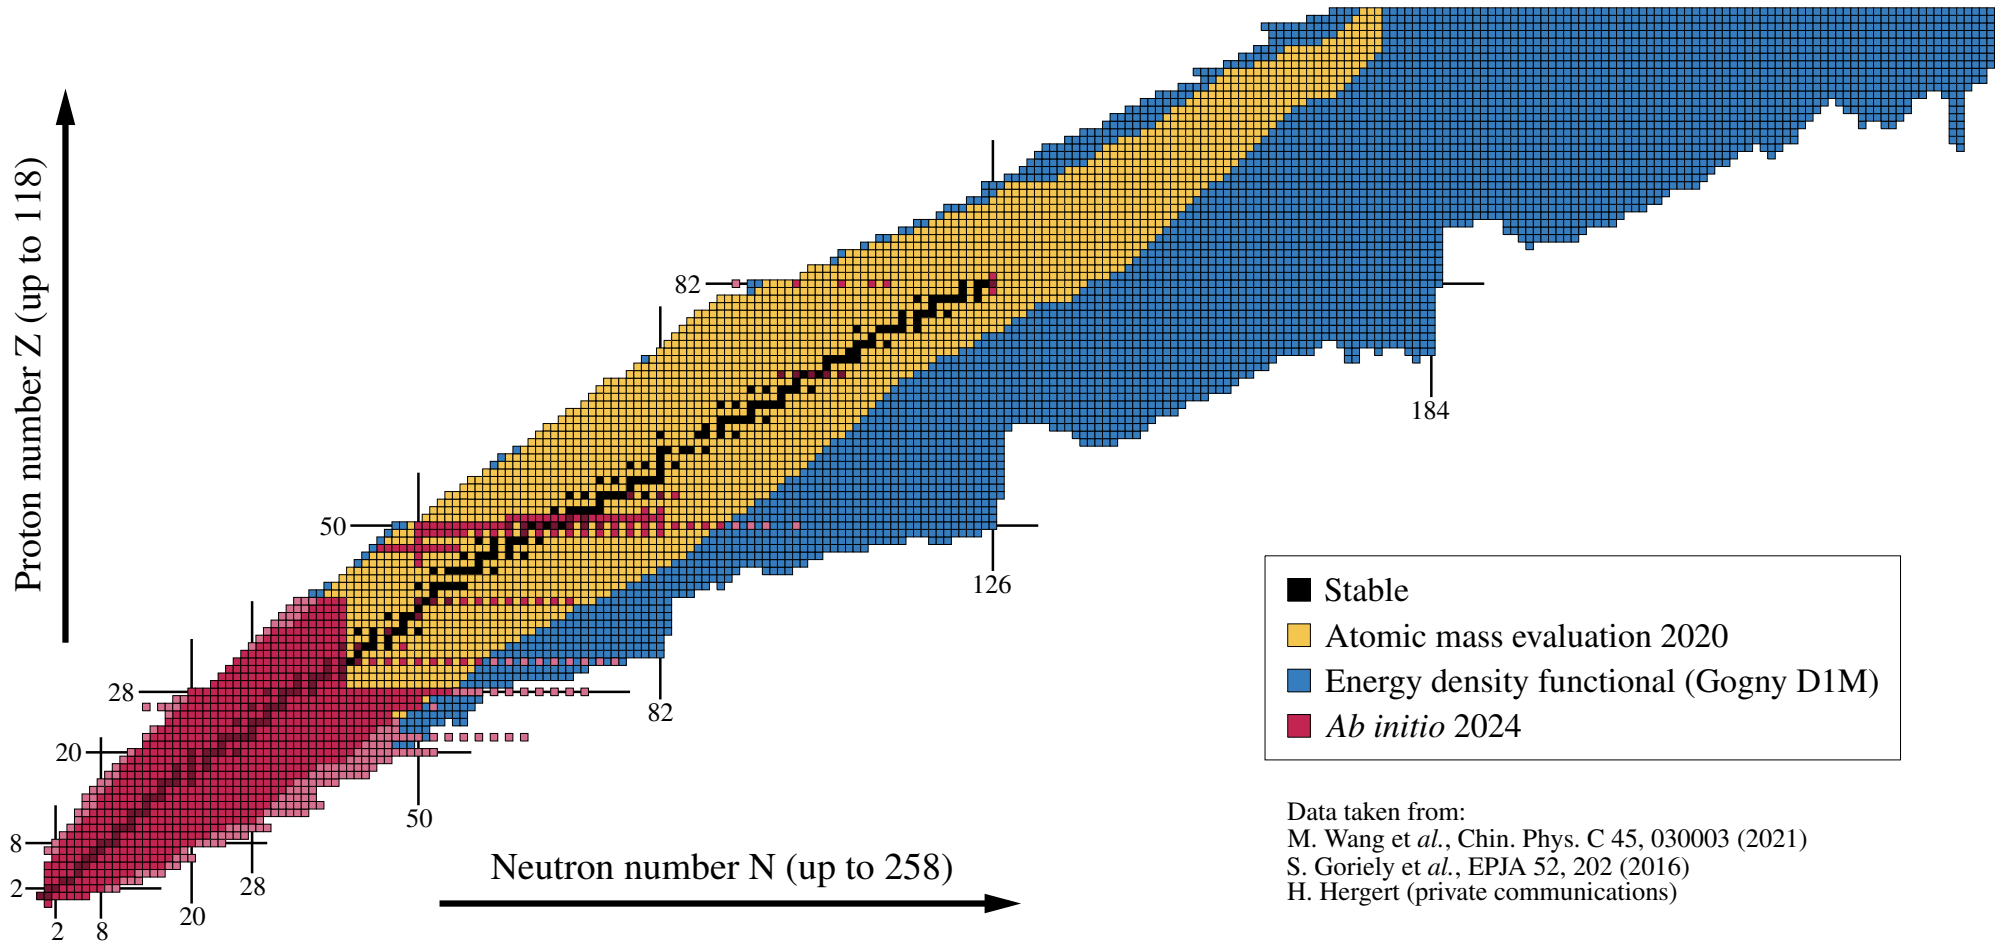 Proton number Z (up to 118)
82
50
28
20
8
2
2
8
20
28
50
82
126
184
Neutron number N (up to 258)
Stable
Atomic mass evaluation 2020
Energy density functional (Gogny D1M)
Ab initio 2024
Data taken from:
M. Wang et al., Chin. Phys. C 45, 030003 (2021)
S. Goriely et al., EPJA 52, 202 (2016)
H. Hergert (private communications)